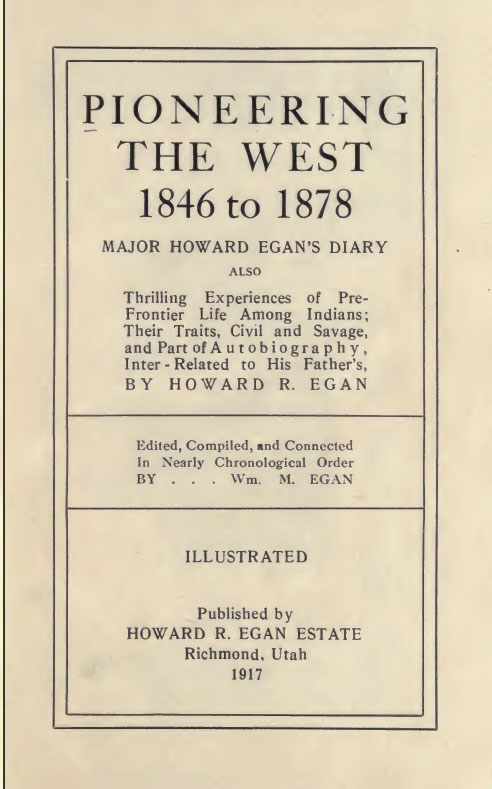 PIONEERING
THE WEST
1846 to 1878
MAJOR HOWARD EGAN'S DIARY
ALSO
Thrilling Experiences of Pre-
Frontier Life Among Indians;
Their Traits, Civil and Savage,
and Part of Autobiography,
Inter-Related to His Father's,
BY HOWARD R. EGAN
Edited, Compiled, and Connected
In Nearly Chronological Order
BY . . . Wm. M. EGAN
ILLUSTRATED
Published by
HOWARD R. EGAN ESTATE
Richmond, Utah
1917